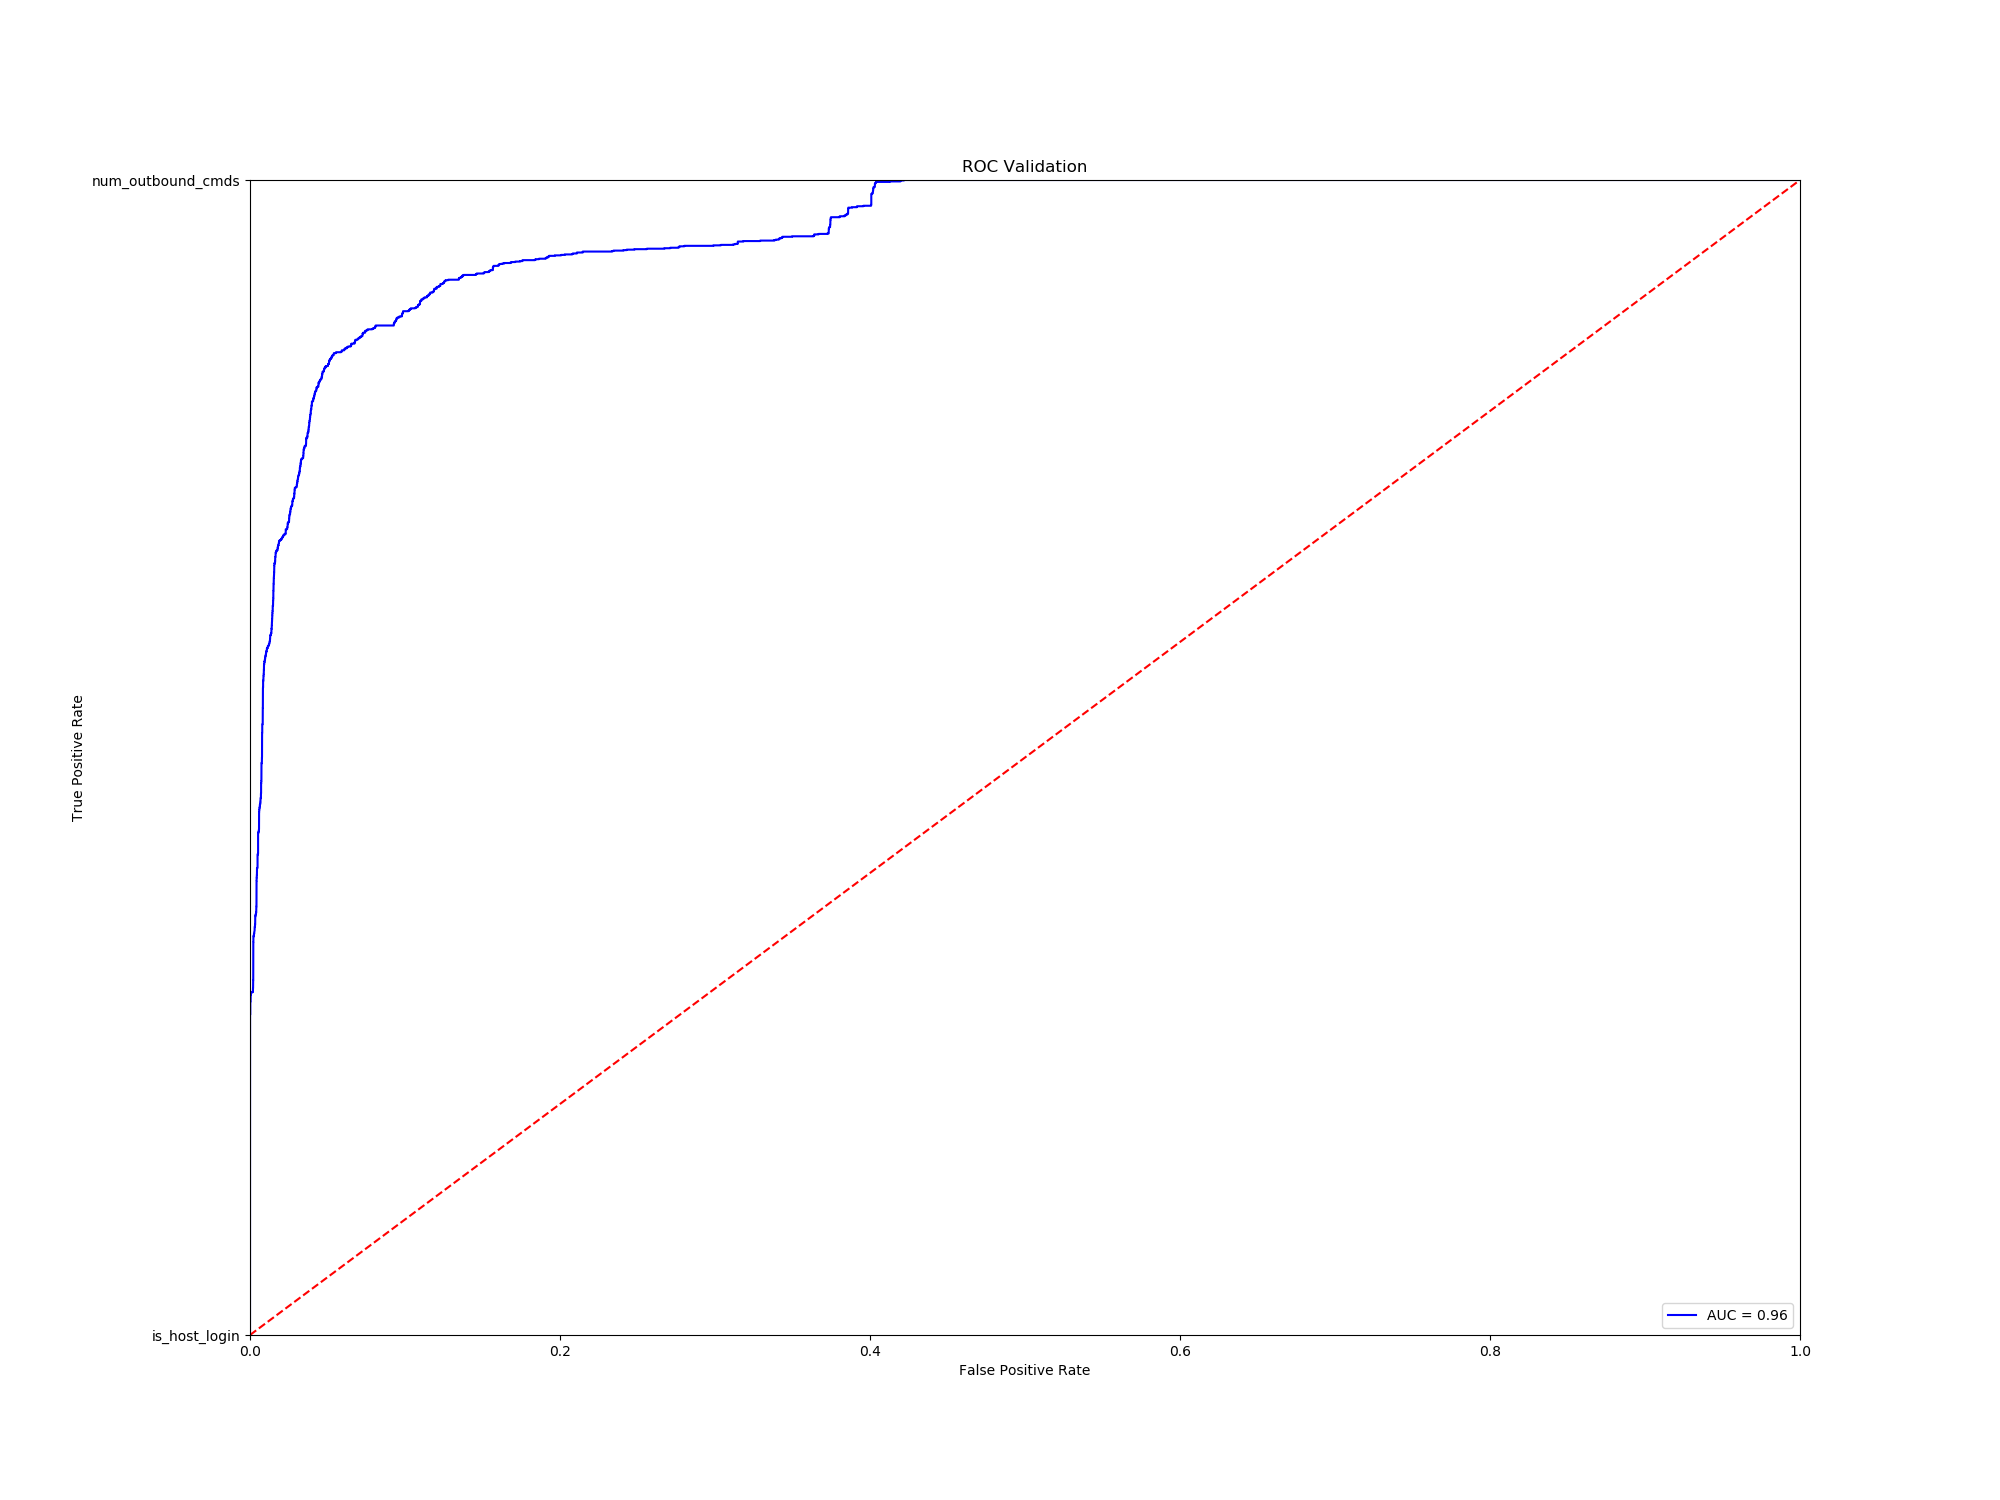 ROC Validation
num_outbound_cmds
True Positive Rate
is_host_login
AUC = 0.96
0.0 0.2 0.4 0.6 0.8 1.0
False Positive Rate